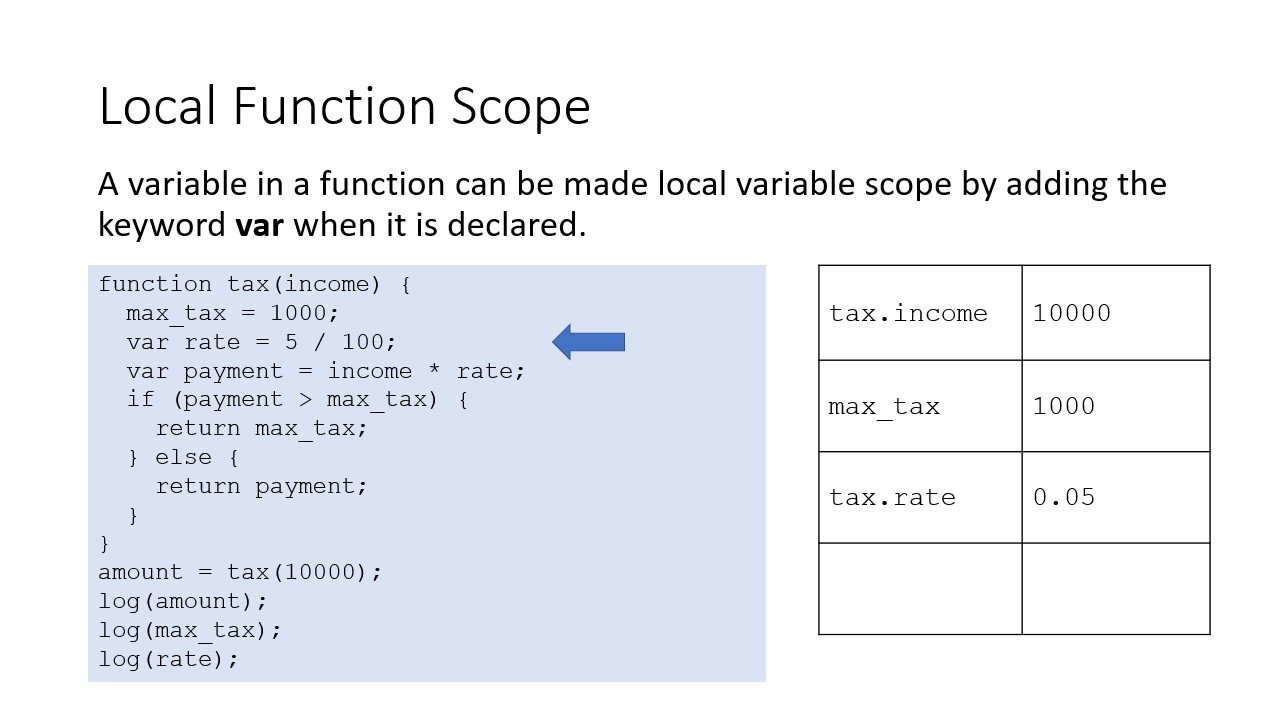 Local Function Scope
A variable in a function can be made local variable scope by adding the
keyword var when it is declared.
function tax(income) {
  max_tax = 1000;
  var rate = 5 / 100;
  var payment = income * rate;
  if (payment > max_tax) {
    return max_tax;
  } else {
    return payment;
  }
}
amount = tax(10000);
log(amount);
log(max_tax);
log(rate);
tax.income 10000
max_tax 1000
tax.rate 0.05